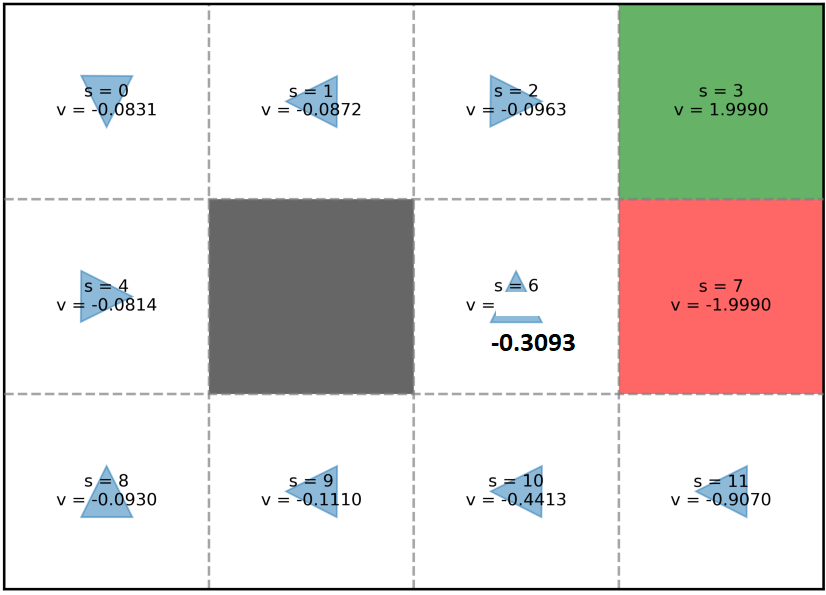 s = 0
v = -0.0831
s = 1
v = -0.0872
s = 2
v = -0.0963
s = 3
v = 1.9990
s = 4
v = -0.0814
s = 6
v =
-0.3093
s = 7
v = -1.9990
s = 8
v = -0.0930
s = 9
v = -0.1110
s = 10
v = -0.4413
s = 11
v = -0.9070